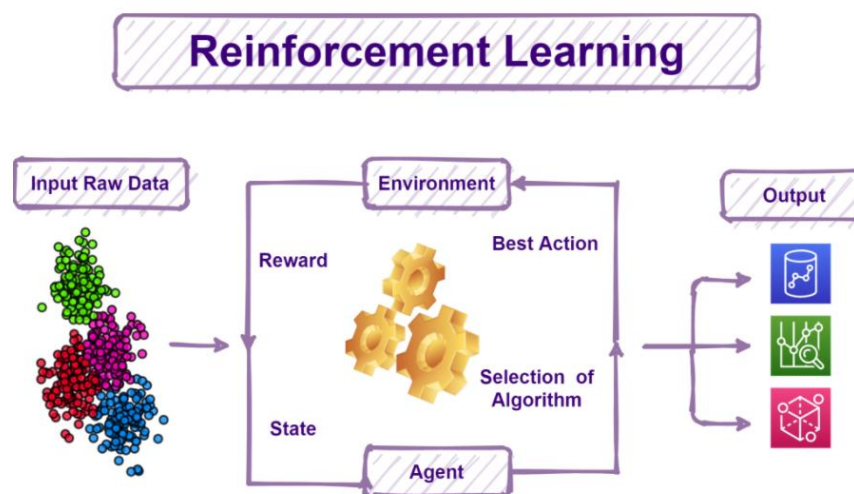 Reinforcement Learning
Input Raw Data
Environment
Output
Reward
Best Action
State
Selection of
Algorithm
Agent